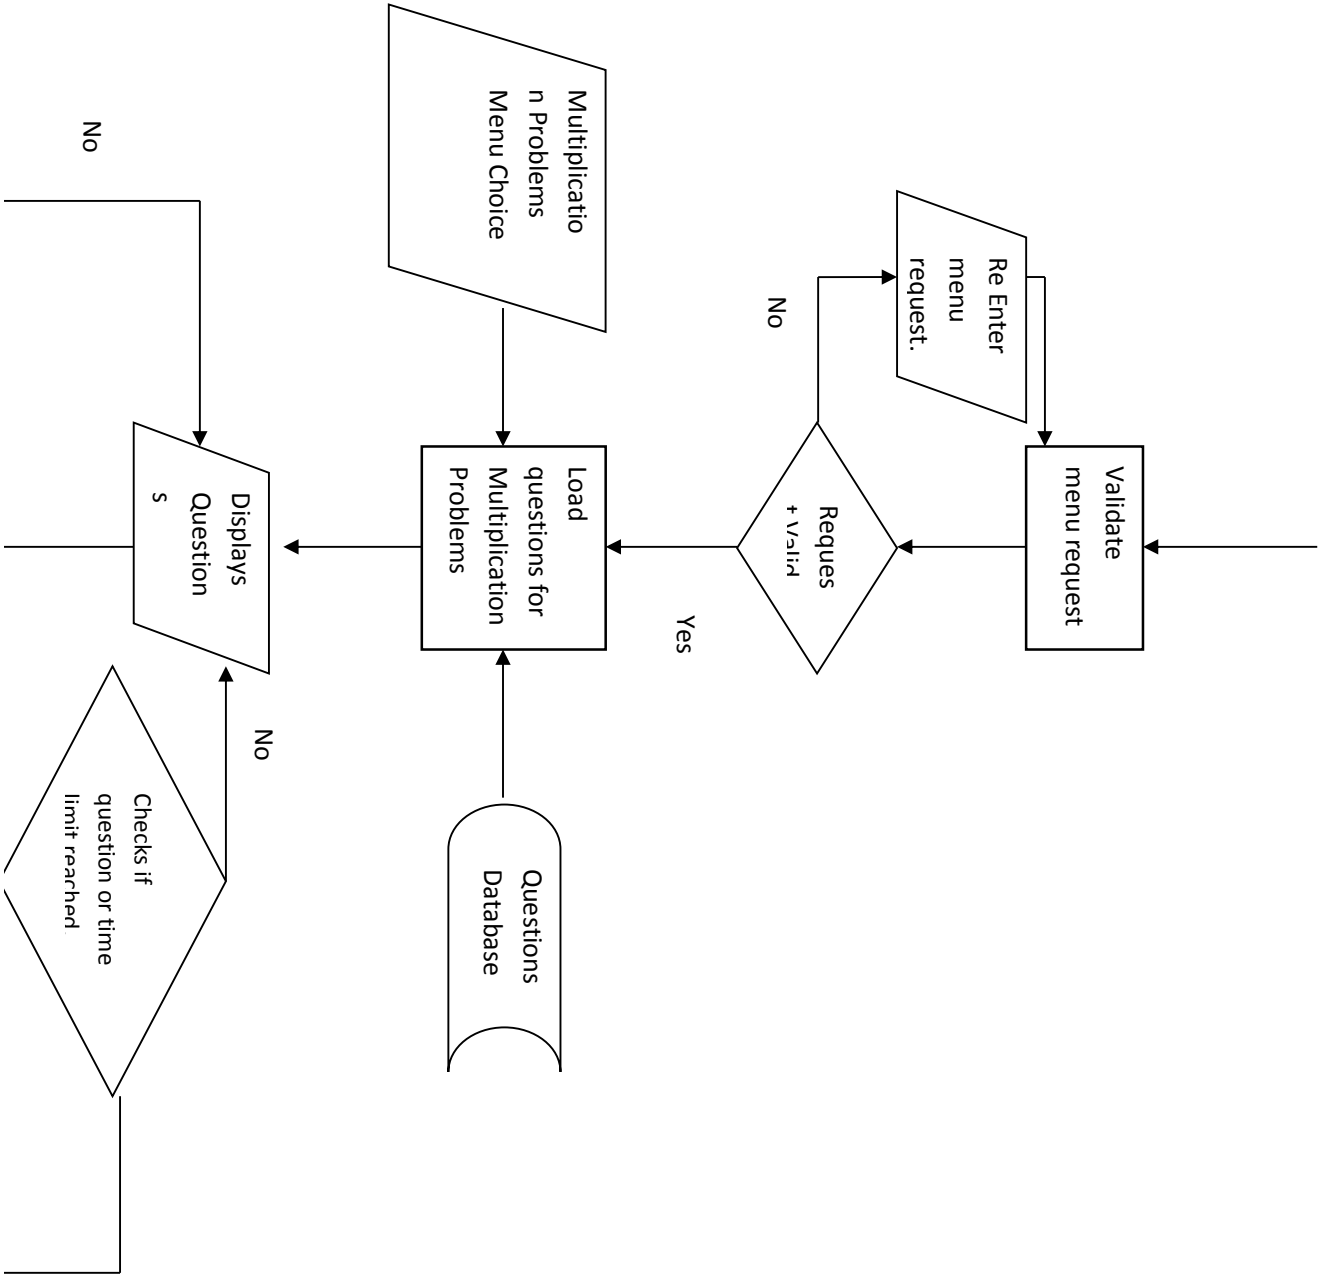 Validate
menu request
Re Enter
menu
request.
Reques
t Valid
No
Yes
Multiplicatio
n Problems
Menu Choice
Load
questions for
Multiplication
Problems
Questions
Database
Displays
Question
s
No
No
Checks if
question or time
limit reached